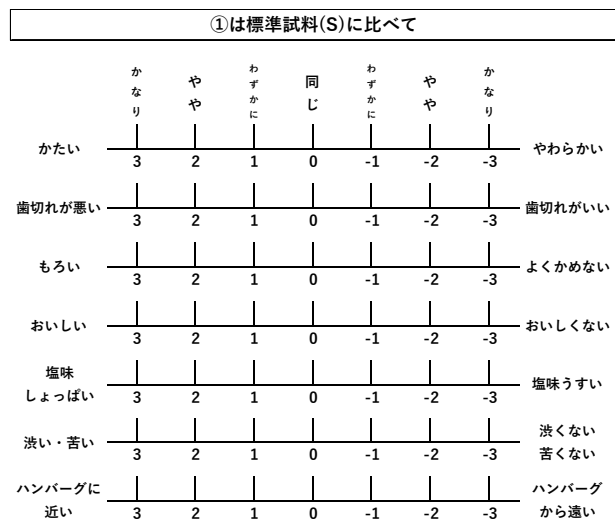 ①は標準試料(S)に比べて
かなり やや わずかに 同じ わずかに やや かなり
かたい やわらかい
3 2 1 0 -1 -2 -3
歯切れが悪い 歯切れがいい
3 2 1 0 -1 -2 -3
もろい よくかめない
3 2 1 0 -1 -2 -3
おいしい おいしくない
3 2 1 0 -1 -2 -3
塩味
しょっぱい 塩味うすい
3 2 1 0 -1 -2 -3
渋い・苦い 渋くない
苦くない
3 2 1 0 -1 -2 -3
ハンバーグに ハンバーグ
近い から遠い
3 2 1 0 -1 -2 -3